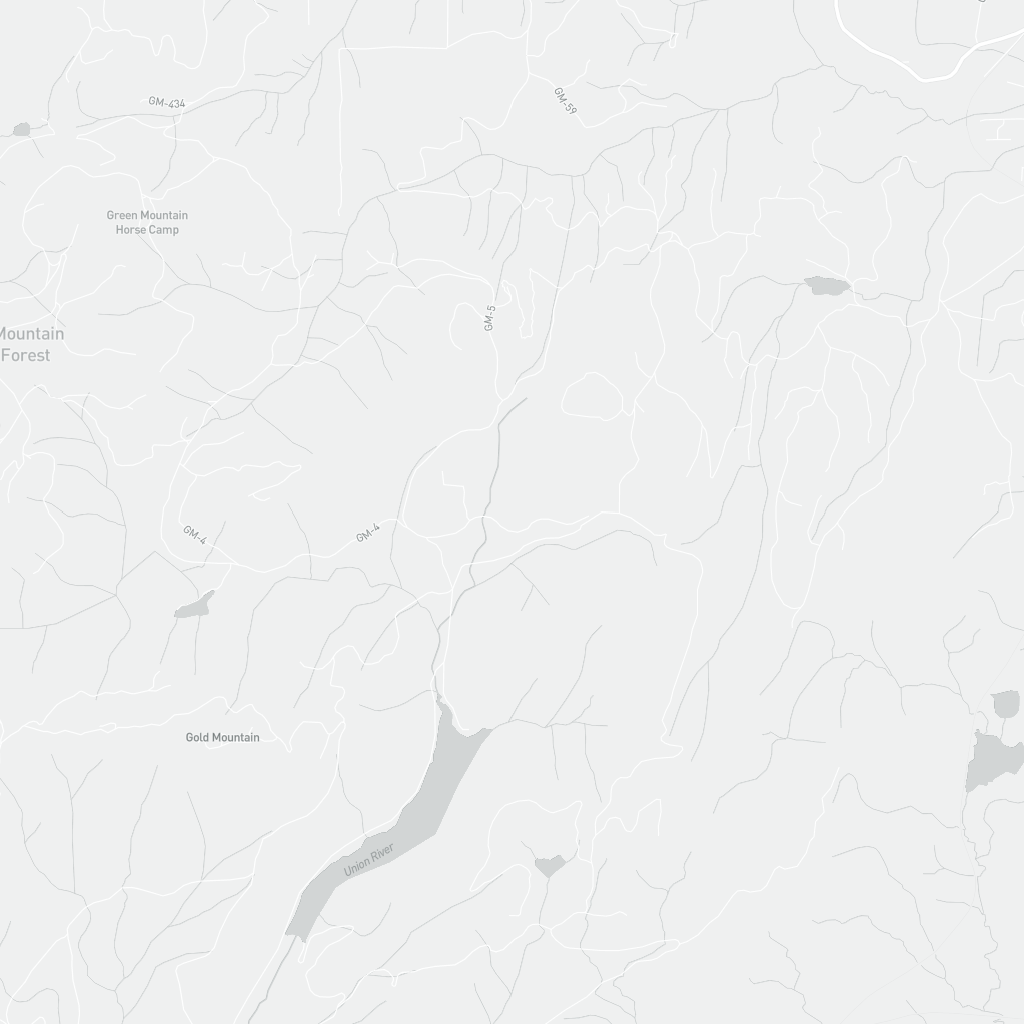 GM-434
GM-59
Green Mountain
Horse Camp
GM-5
Mountain
Forest
GM-4
GM-4
Gold Mountain
Union River